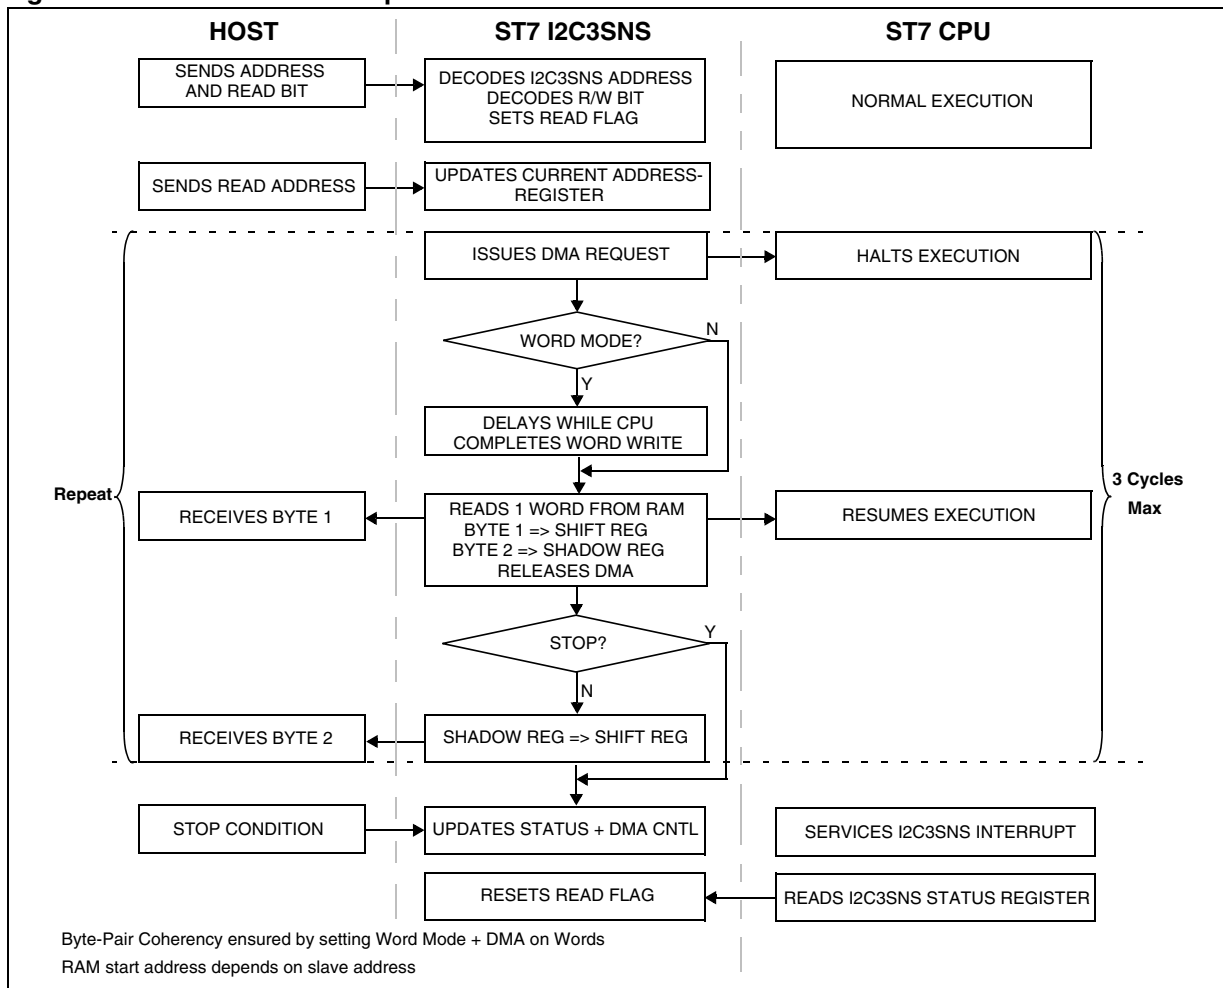 HOST
ST7 I2C3SNS
ST7 CPU
SENDS ADDRESS
AND READ BIT
DECODES I2C3SNS ADDRESS
DECODES R/W BIT
SETS READ FLAG
NORMAL EXECUTION
SENDS READ ADDRESS
UPDATES CURRENT ADDRESS-
REGISTER
ISSUES DMA REQUEST
HALTS EXECUTION
WORD MODE?
N
Y
DELAYS WHILE CPU
COMPLETES WORD WRITE
Repeat
3 Cycles
Max
RECEIVES BYTE 1
READS 1 WORD FROM RAM
BYTE 1 => SHIFT REG
BYTE 2 => SHADOW REG
RELEASES DMA
RESUMES EXECUTION
STOP?
Y
N
RECEIVES BYTE 2
SHADOW REG => SHIFT REG
STOP CONDITION
UPDATES STATUS + DMA CNTL
SERVICES I2C3SNS INTERRUPT
RESETS READ FLAG
READS I2C3SNS STATUS REGISTER
Byte-Pair Coherency ensured by setting Word Mode + DMA on Words
RAM start address depends on slave address